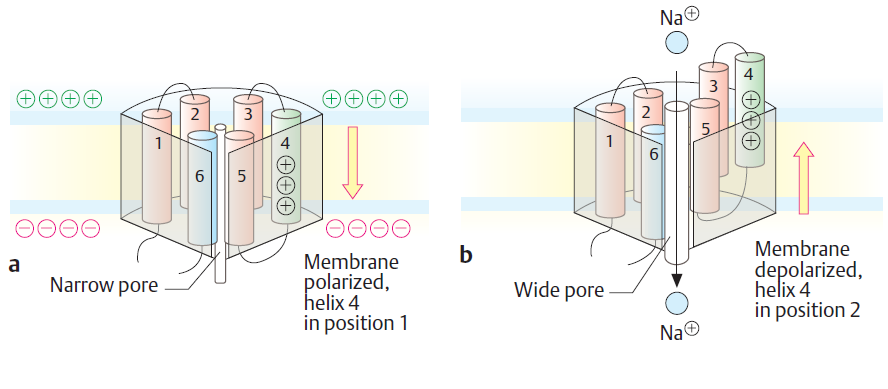 ⊕⊕⊕⊕
⊕⊕⊕⊕
1
2
3
4
5
6
⊕
⊕
⊕
⊖⊖⊖⊖
⊖⊖⊖⊖
a
Narrow pore
Membrane
polarized,
helix 4
in position 1
Na⊕
1
2
3
4
5
6
⊕
⊕
⊕
b
Wide pore
Na⊕
Membrane
depolarized,
helix 4
in position 2